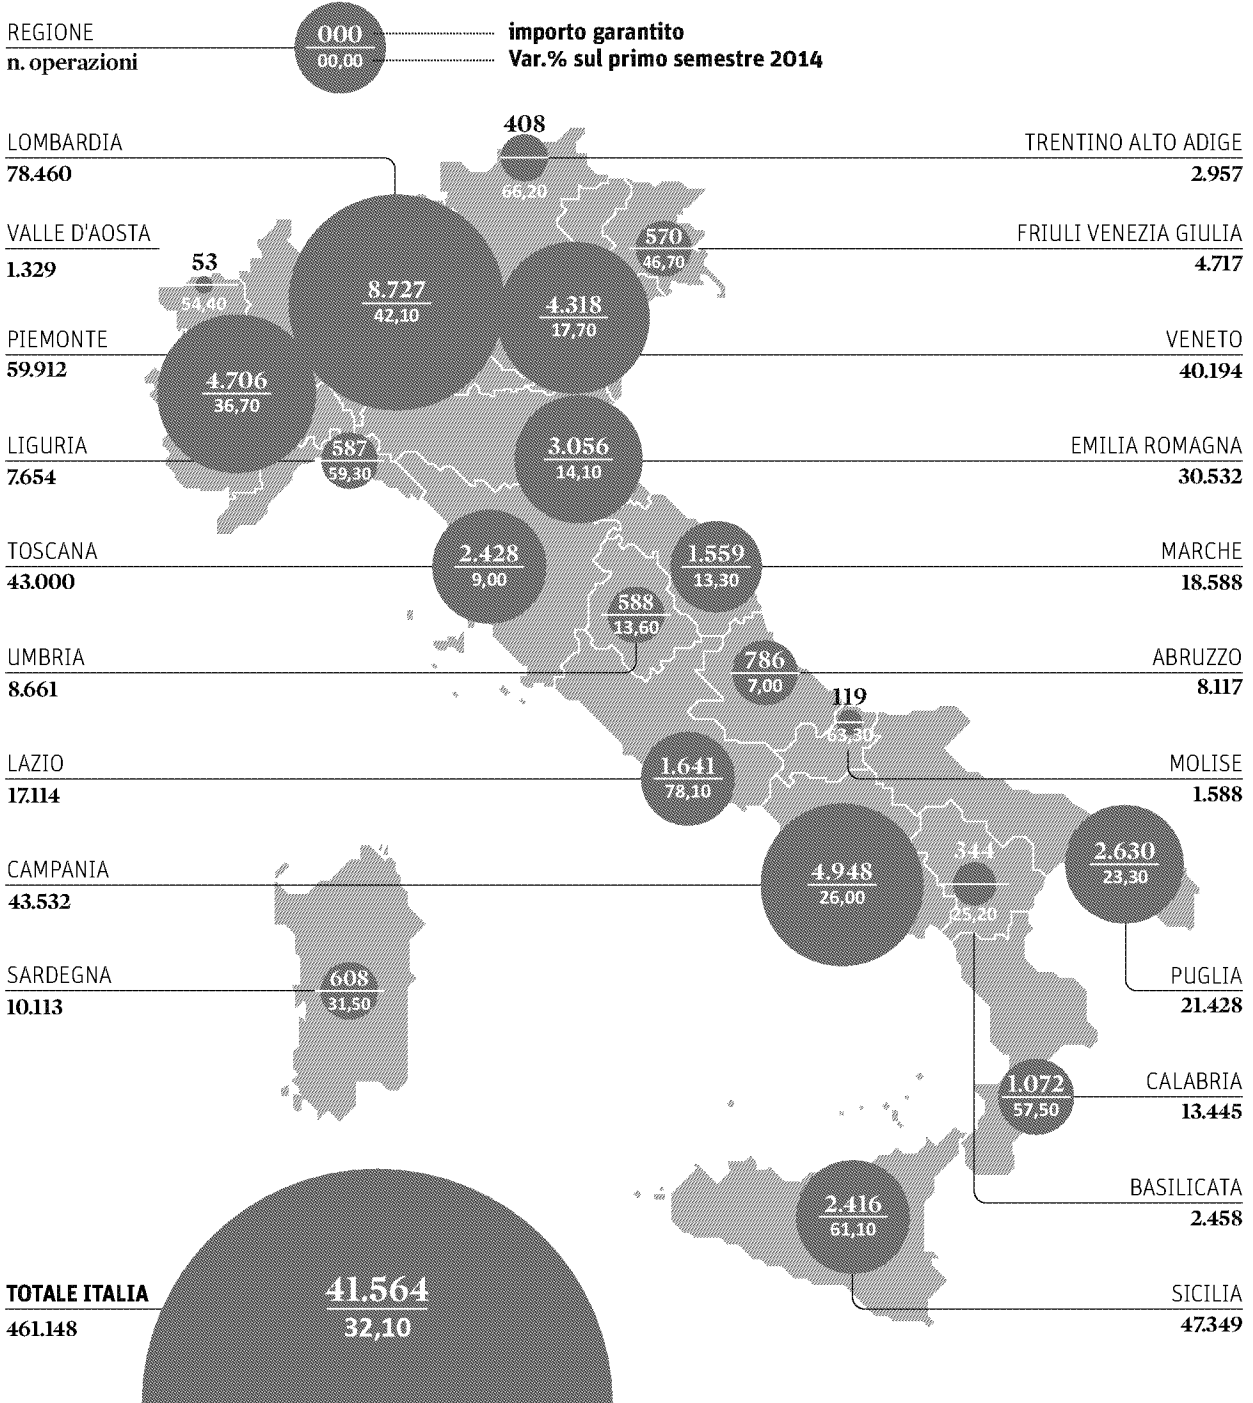 REGIONE
n. operazioni
000
00,00
importo garantito
Var.% sul primo semestre 2014
LOMBARDIA
78.460
8.727
42,10
408
66,20
TRENTINO ALTO ADIGE
2.957
VALLE D'AOSTA
1.329
53
54,40
570
46,70
FRIULI VENEZIA GIULIA
4.717
PIEMONTE
59.912
4.706
36,70
4.318
17,70
VENETO
40.194
LIGURIA
7.654
587
59,30
3.056
14,10
EMILIA ROMAGNA
30.532
TOSCANA
43.000
2.428
9,00
1.559
13,30
MARCHE
18.588
UMBRIA
8.661
588
13,60
786
7,00
ABRUZZO
8.117
LAZIO
17.114
1.641
78,10
119
63,30
MOLISE
1.588
CAMPANIA
43.532
4.948
26,00
344
25,20
2.630
23,30
SARDEGNA
10.113
608
31,50
PUGLIA
21.428
1.072
57,50
CALABRIA
13.445
BASILICATA
2.458
2.416
61,10
SICILIA
47.349
TOTALE ITALIA
461.148
41.564
32,10